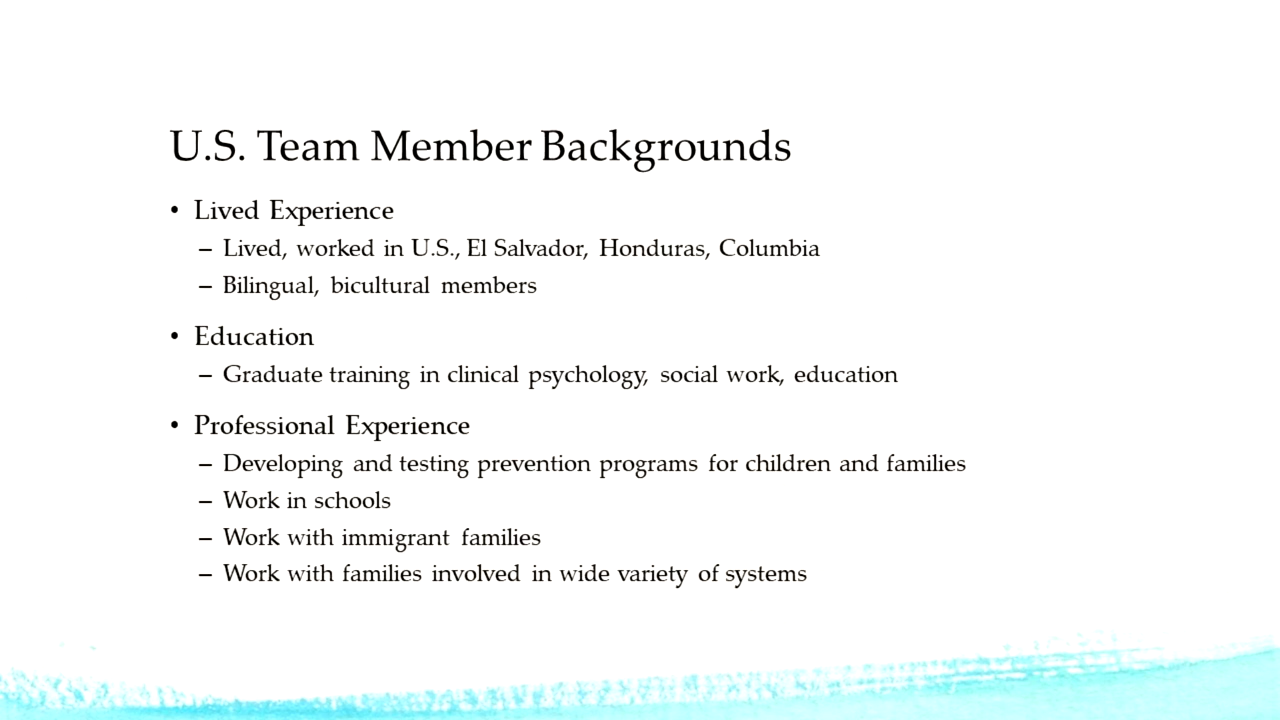 U.S. Team Member Backgrounds
• Lived Experience
– Lived, worked in U.S., El Salvador, Honduras, Columbia
– Bilingual, bicultural members
• Education
– Graduate training in clinical psychology, social work, education
• Professional Experience
– Developing and testing prevention programs for children and families
– Work in schools
– Work with immigrant families
– Work with families involved in wide variety of systems